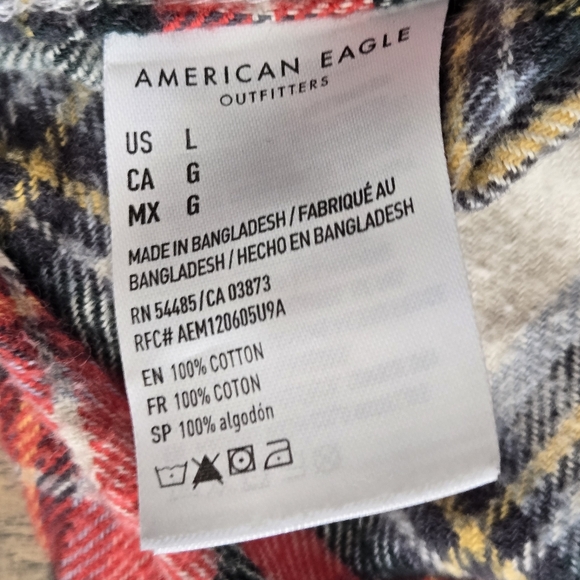 AMERICAN EAGLE
OUTFITTERS
US L
CA G
MX G
MADE IN BANGLADESH / FABRIQUÉ AU
BANGLADESH / HECHO EN BANGLADESH
RN 54485 / CA 03873
RFC# AEM120605U9A
EN 100% COTTON
FR 100% COTON
SP 100% algodón